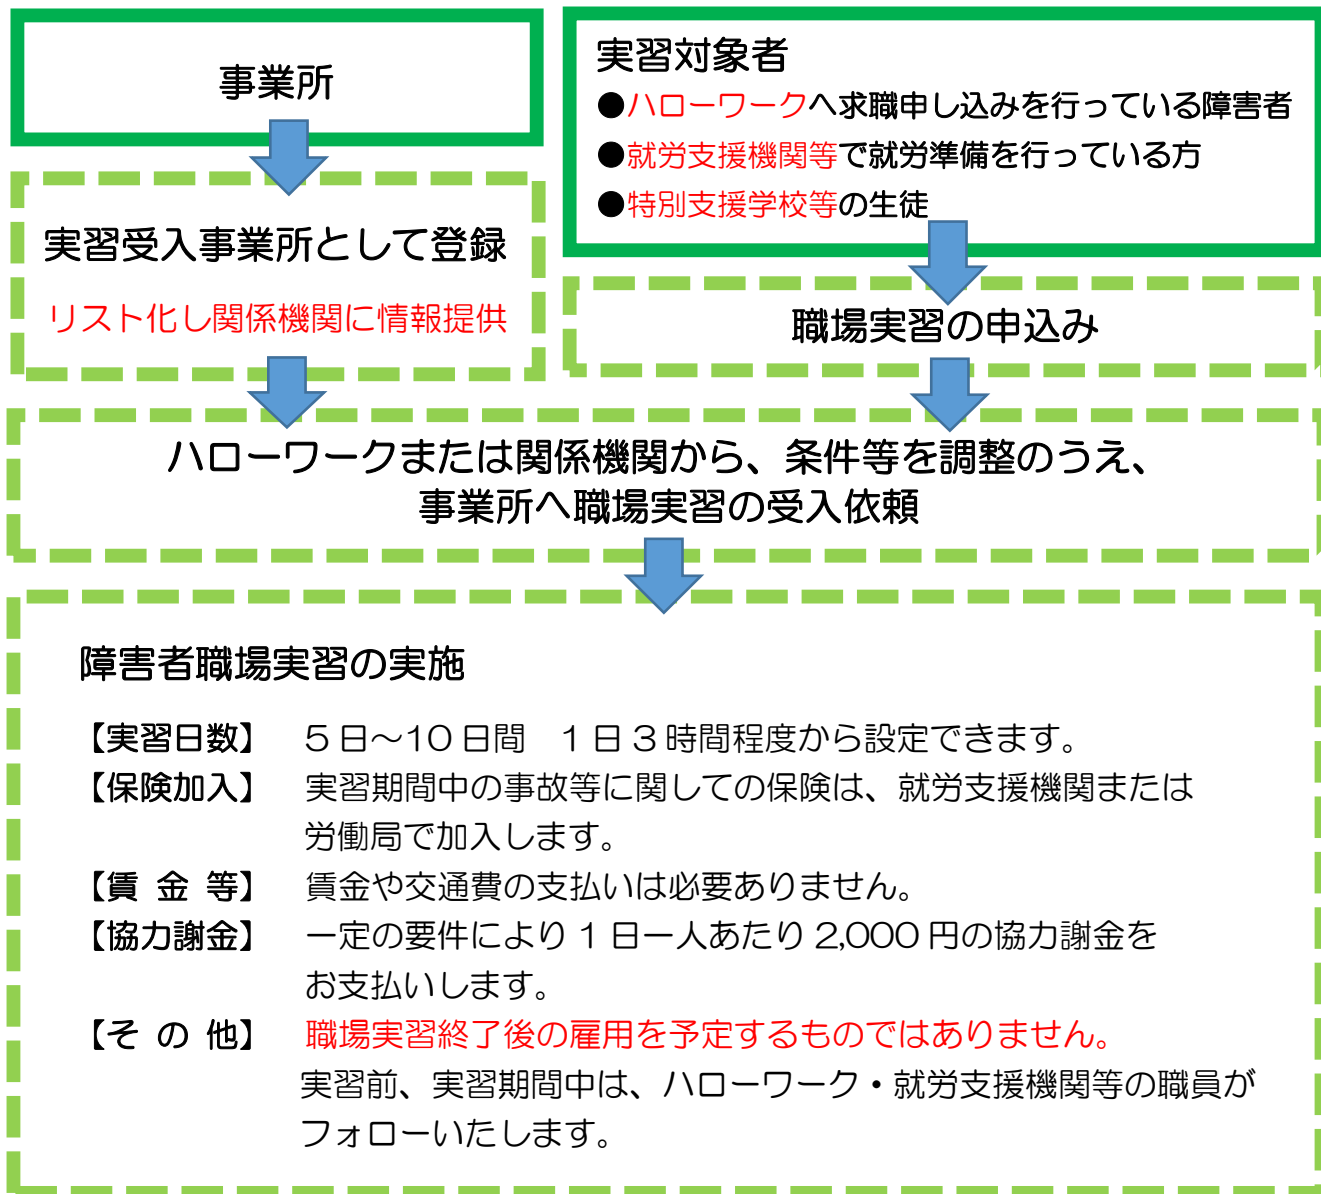 事業所
実習受入事業所として登録
リスト化し関係機関に情報提供
実習対象者
●ハローワークへ求職申し込みを行っている障害者
●就労支援機関等で就労準備を行っている方
●特別支援学校等の生徒
職場実習の申込み
ハローワークまたは関係機関から、条件等を調整のうえ、
事業所へ職場実習の受入依頼
障害者職場実習の実施
【実習日数】 5日～10日間 1日3時間程度から設定できます。
【保険加入】 実習期間中の事故等に関しての保険は、就労支援機関または
労働局で加入します。
【賃 金 等】 賃金や交通費の支払いは必要ありません。
【協力謝金】 一定の要件により1日一人あたり2,000円の協力謝金を
お支払いします。
【そ の 他】 職場実習終了後の雇用を予定するものではありません。
実習前、実習期間中は、ハローワーク・就労支援機関等の職員が
フォローいたします。